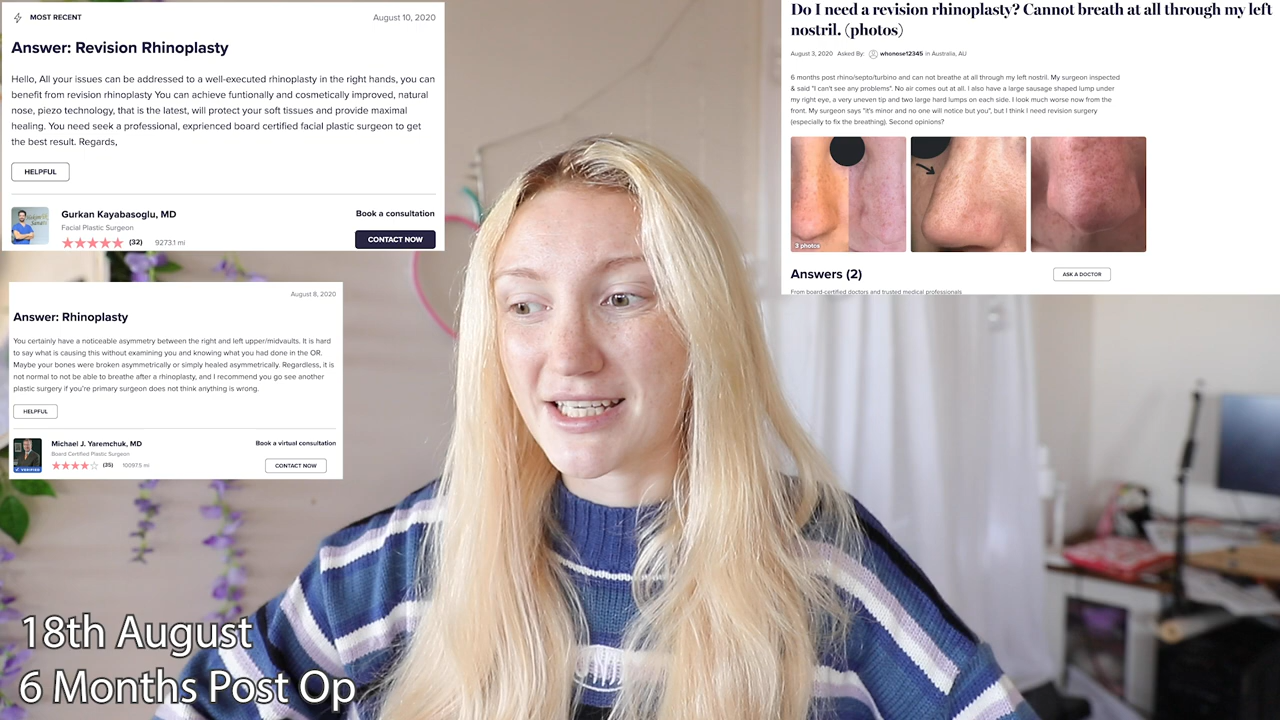 MOST RECENT
August 10, 2020
Answer: Revision Rhinoplasty
Hello, All your issues can be addressed to a well-executed rhinoplasty in the right hands, you can
benefit from revision rhinoplasty You can achieve funtionally and cosmetically improved, natural
nose, piezo technology, that is the latest, will protect your soft tissues and provide maximal
healing. You need seek a professional, exprienced board certified facial plastic surgeon to get
the best result. Regards,
HELPFUL
Gurkan Kayabasoglu, MD
Facial Plastic Surgeon
(32) 9273.1 mi
Book a consultation
CONTACT NOW
August 8, 2020
Answer: Rhinoplasty
You certainly have a noticeable asymmetry between the right and left upper/midvaults. It is hard
to say what is causing this without examining you and knowing what you had done in the OR.
Maybe your bones were broken asymmetrically or simply healed asymmetrically. Regardless, it is
not normal to not be able to breathe after a rhinoplasty, and I recommend you go see another
plastic surgery if you're primary surgeon does not think anything is wrong.
HELPFUL
Michael J. Yaremchuk, MD
Board Certified Plastic Surgeon
(35) 10097.5 mi
VERIFIED
Book a virtual consultation
CONTACT NOW
Do I need a revision rhinoplasty? Cannot breath at all through my left
nostril. (photos)
August 3, 2020 Asked By: whonose12345 in Australia, AU
6 months post rhino/septo/turbino and can not breathe at all through my left nostril. My surgeon inspected
& said "I can't see any problems". No air comes out at all. I also have a large sausage shaped lump under
my right eye, a very uneven tip and two large hard lumps on each side. I look much worse now from the
front. My surgeon says "it's minor and no one will notice but you", but I think I need revision surgery
(especially to fix the breathing). Second opinions?
3 photos
Answers (2)
ASK A DOCTOR
From board-certified doctors and trusted medical professionals
18th August
6 Months Post Op